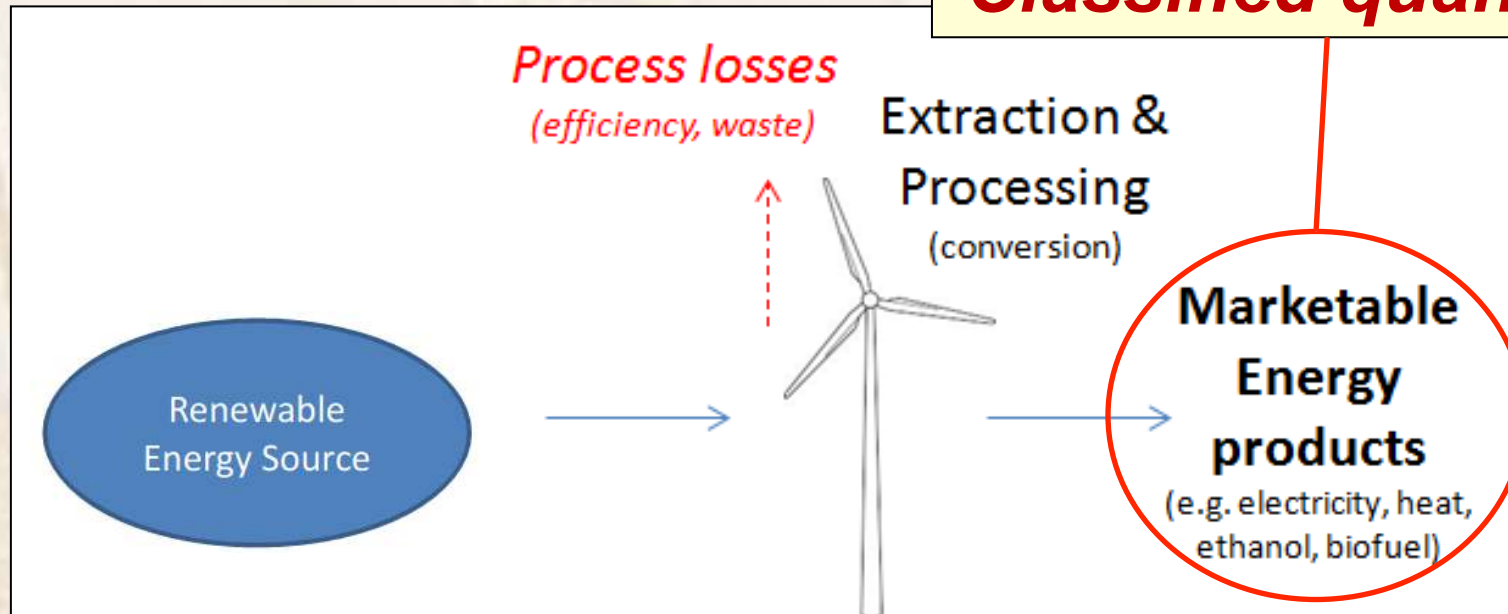 Process losses
(efficiency, waste)
Extraction &
Processing
(conversion)
Renewable
Energy Source
Marketable
Energy
products
(e.g. electricity, heat,
ethanol, biofuel)